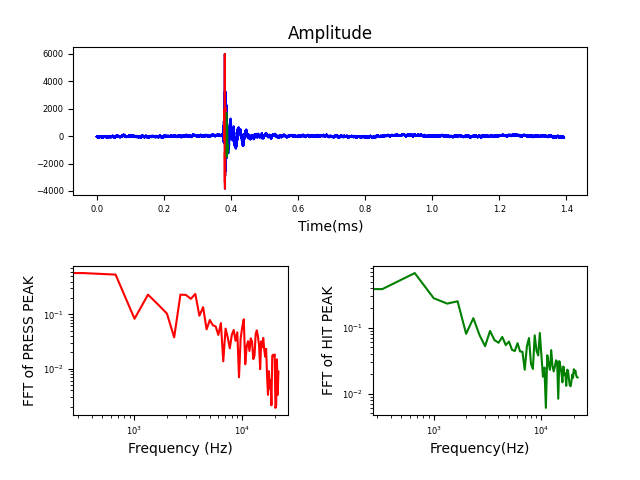 Amplitude
6000
4000
2000
0
−2000
−4000
0.0 0.2 0.4 0.6 0.8 1.0 1.2 1.4
Time(ms)
FFT of PRESS PEAK
10⁻¹
10⁻²
10³ 10⁴
Frequency (Hz)
FFT of HIT PEAK
10⁻¹
10⁻²
10³ 10⁴
Frequency(Hz)